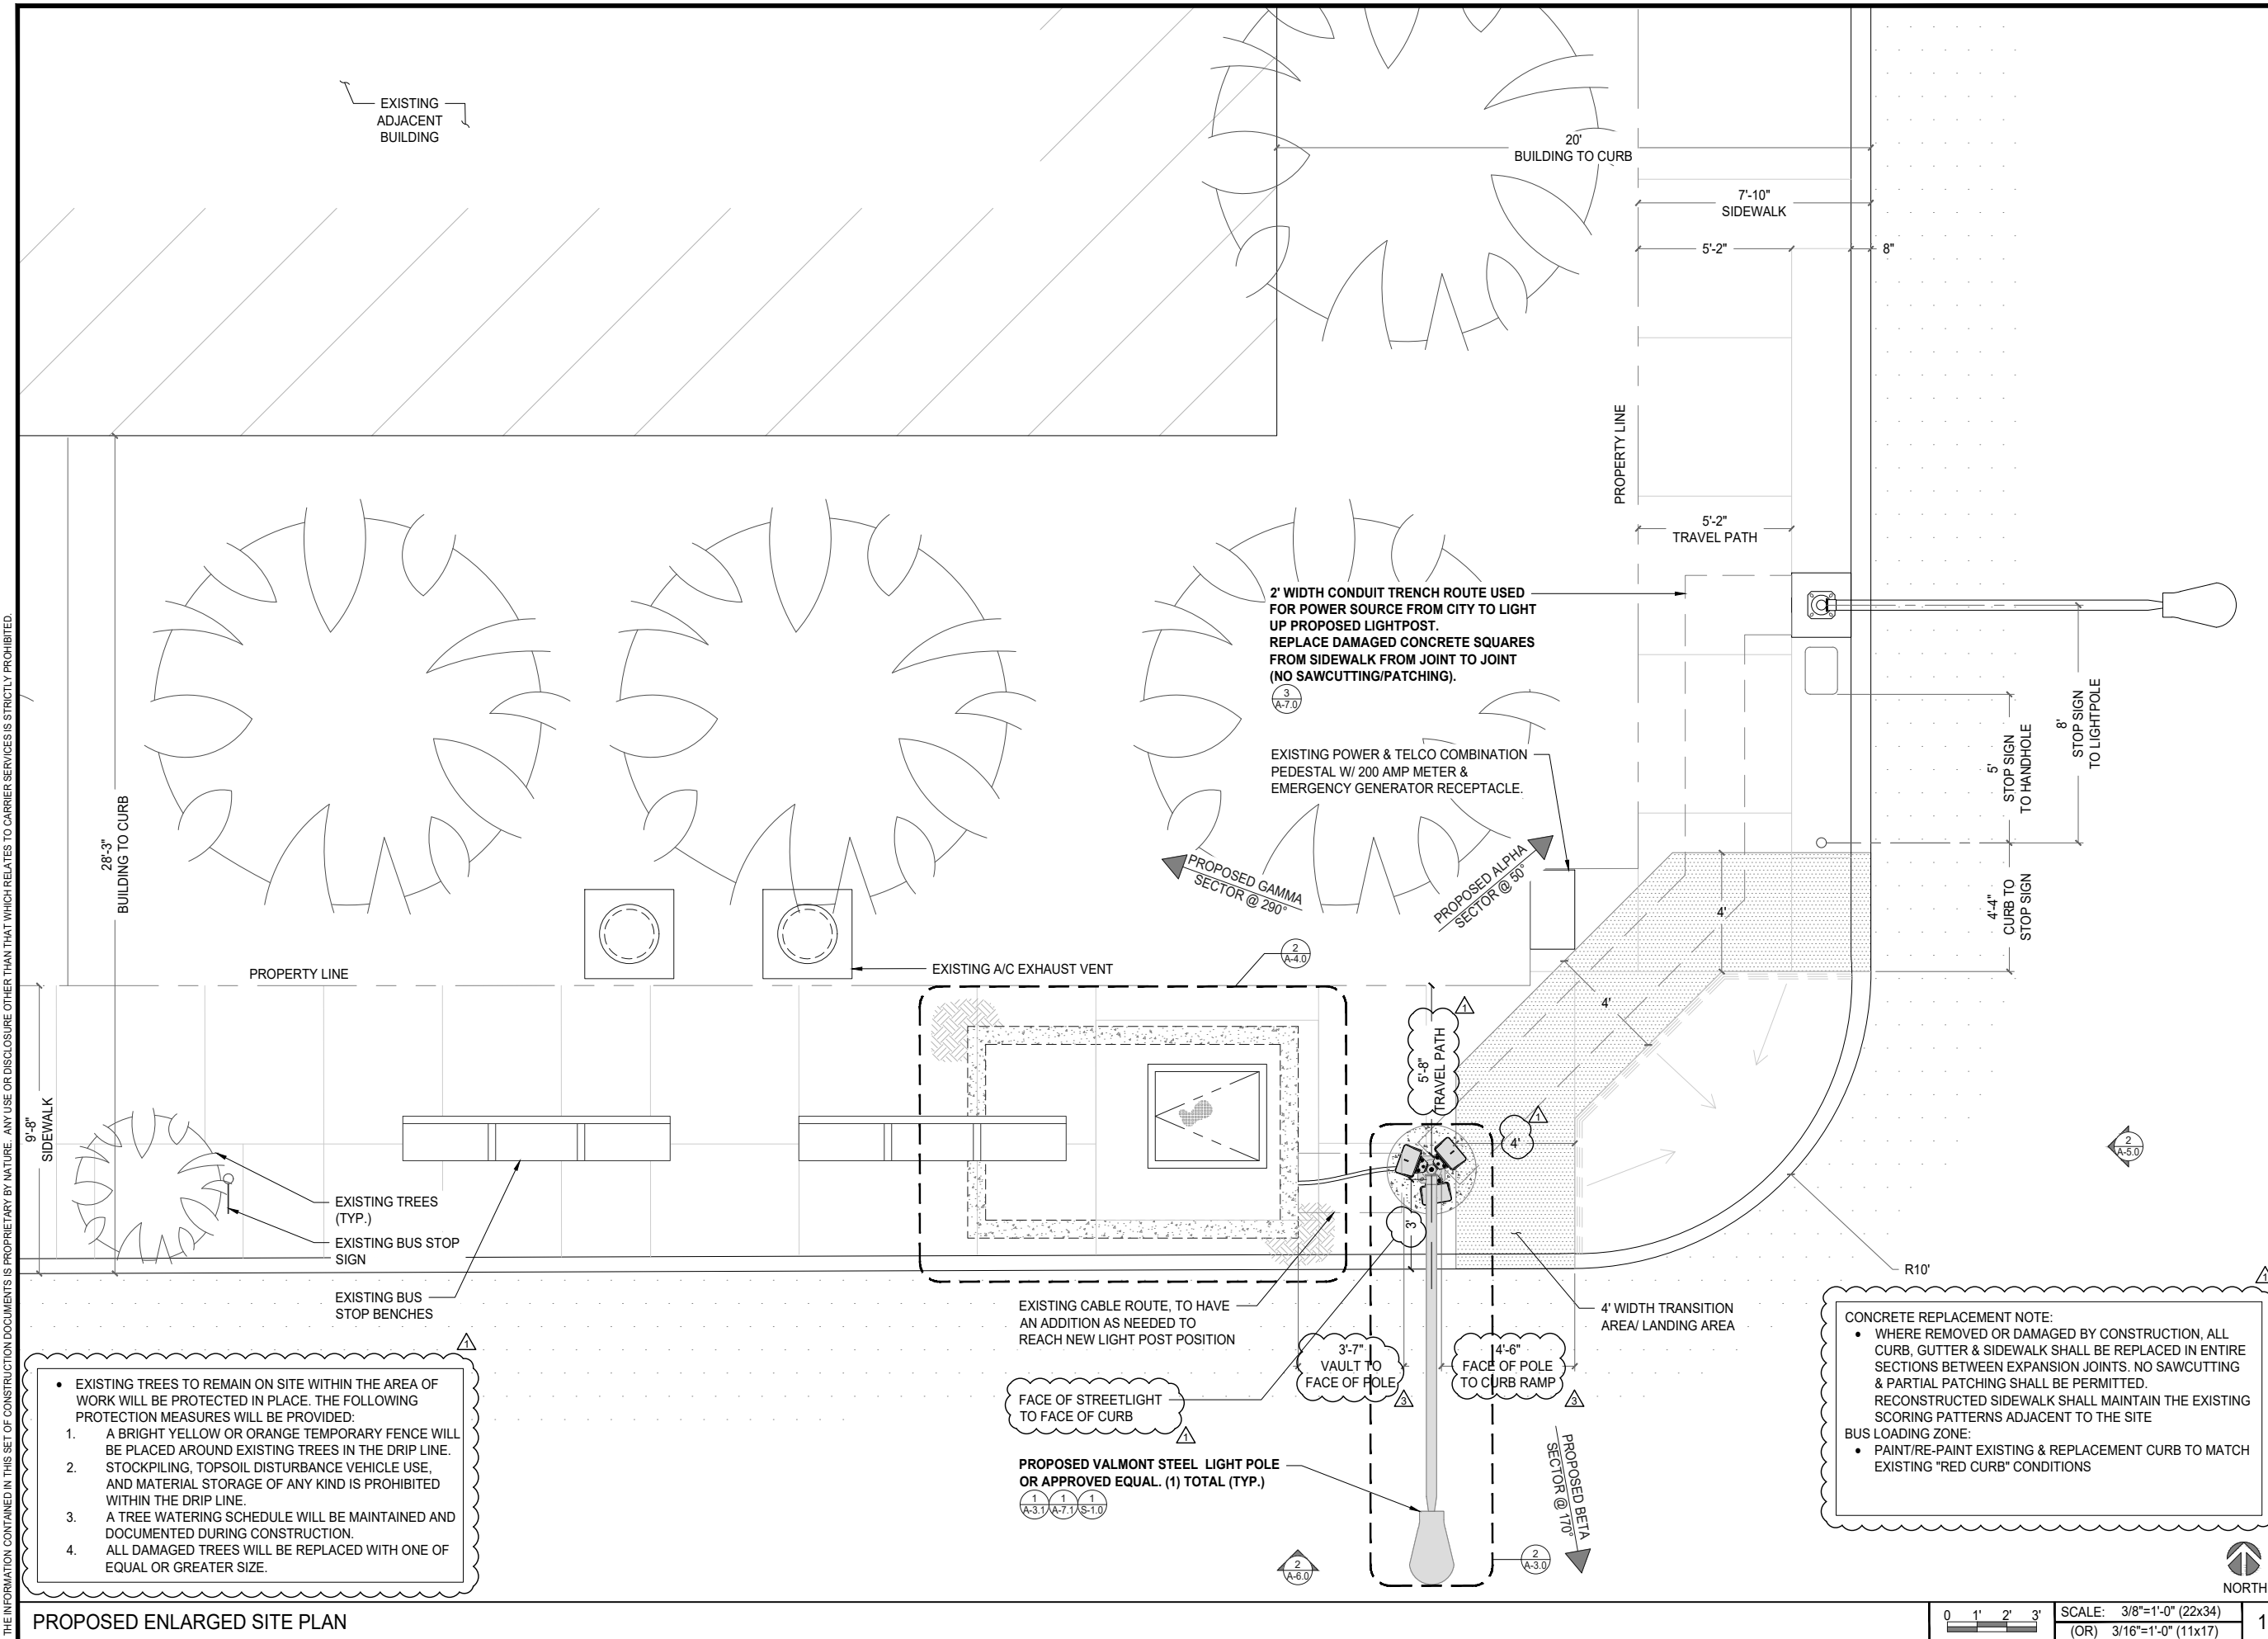 THE INFORMATION CONTAINED IN THIS SET OF CONSTRUCTION DOCUMENTS IS PROPRIETARY BY NATURE. ANY USE OR DISCLOSURE OTHER THAN THAT WHICH RELATES TO CARRIER SERVICES IS STRICTLY PROHIBITED.
EXISTING
ADJACENT
BUILDING
20'
BUILDING TO CURB
7'-10"
SIDEWALK
5'-2"
8"
PROPERTY LINE
5'-2"
TRAVEL PATH
2' WIDTH CONDUIT TRENCH ROUTE USED
FOR POWER SOURCE FROM CITY TO LIGHT
UP PROPOSED LIGHTPOST.
REPLACE DAMAGED CONCRETE SQUARES
FROM SIDEWALK FROM JOINT TO JOINT
(NO SAWCUTTING/PATCHING).
3
A-7.0
EXISTING POWER & TELCO COMBINATION
PEDESTAL W/ 200 AMP METER &
EMERGENCY GENERATOR RECEPTACLE.
8'
STOP SIGN
TO LIGHTPOLE
5'
STOP SIGN
TO HANDHOLE
4'-4"
CURB TO
STOP SIGN
28'-3"
BUILDING TO CURB
PROPOSED GAMMA
SECTOR @ 290°
PROPOSED ALPHA
SECTOR @ 50°
4'
4'
2
A-4.0
PROPERTY LINE
EXISTING A/C EXHAUST VENT
1
5'-8"
TRAVEL PATH
1
4'
9'-8"
SIDEWALK
2
A-5.0
EXISTING TREES
(TYP.)
EXISTING BUS STOP
SIGN
EXISTING BUS
STOP BENCHES
3'
R10'
EXISTING CABLE ROUTE, TO HAVE
AN ADDITION AS NEEDED TO
REACH NEW LIGHT POST POSITION
4' WIDTH TRANSITION
AREA/ LANDING AREA
3'-7"
VAULT TO
FACE OF POLE
3
4'-6"
FACE OF POLE
TO CURB RAMP
3
FACE OF STREETLIGHT
TO FACE OF CURB
1
PROPOSED VALMONT STEEL LIGHT POLE
OR APPROVED EQUAL. (1) TOTAL (TYP.)
1
A-3.1
1
A-7.1
1
S-1.0
PROPOSED BETA
SECTOR @ 170°
2
A-6.0
2
A-3.0
1
• EXISTING TREES TO REMAIN ON SITE WITHIN THE AREA OF
WORK WILL BE PROTECTED IN PLACE. THE FOLLOWING
PROTECTION MEASURES WILL BE PROVIDED:
1. A BRIGHT YELLOW OR ORANGE TEMPORARY FENCE WILL
BE PLACED AROUND EXISTING TREES IN THE DRIP LINE.
2. STOCKPILING, TOPSOIL DISTURBANCE VEHICLE USE,
AND MATERIAL STORAGE OF ANY KIND IS PROHIBITED
WITHIN THE DRIP LINE.
3. A TREE WATERING SCHEDULE WILL BE MAINTAINED AND
DOCUMENTED DURING CONSTRUCTION.
4. ALL DAMAGED TREES WILL BE REPLACED WITH ONE OF
EQUAL OR GREATER SIZE.
1
CONCRETE REPLACEMENT NOTE:
• WHERE REMOVED OR DAMAGED BY CONSTRUCTION, ALL
CURB, GUTTER & SIDEWALK SHALL BE REPLACED IN ENTIRE
SECTIONS BETWEEN EXPANSION JOINTS. NO SAWCUTTING
& PARTIAL PATCHING SHALL BE PERMITTED.
RECONSTRUCTED SIDEWALK SHALL MAINTAIN THE EXISTING
SCORING PATTERNS ADJACENT TO THE SITE
BUS LOADING ZONE:
• PAINT/RE-PAINT EXISTING & REPLACEMENT CURB TO MATCH
EXISTING "RED CURB" CONDITIONS
NORTH
PROPOSED ENLARGED SITE PLAN
0 1' 2' 3'
SCALE: 3/8"=1'-0" (22x34)
(OR) 3/16"=1'-0" (11x17)
1